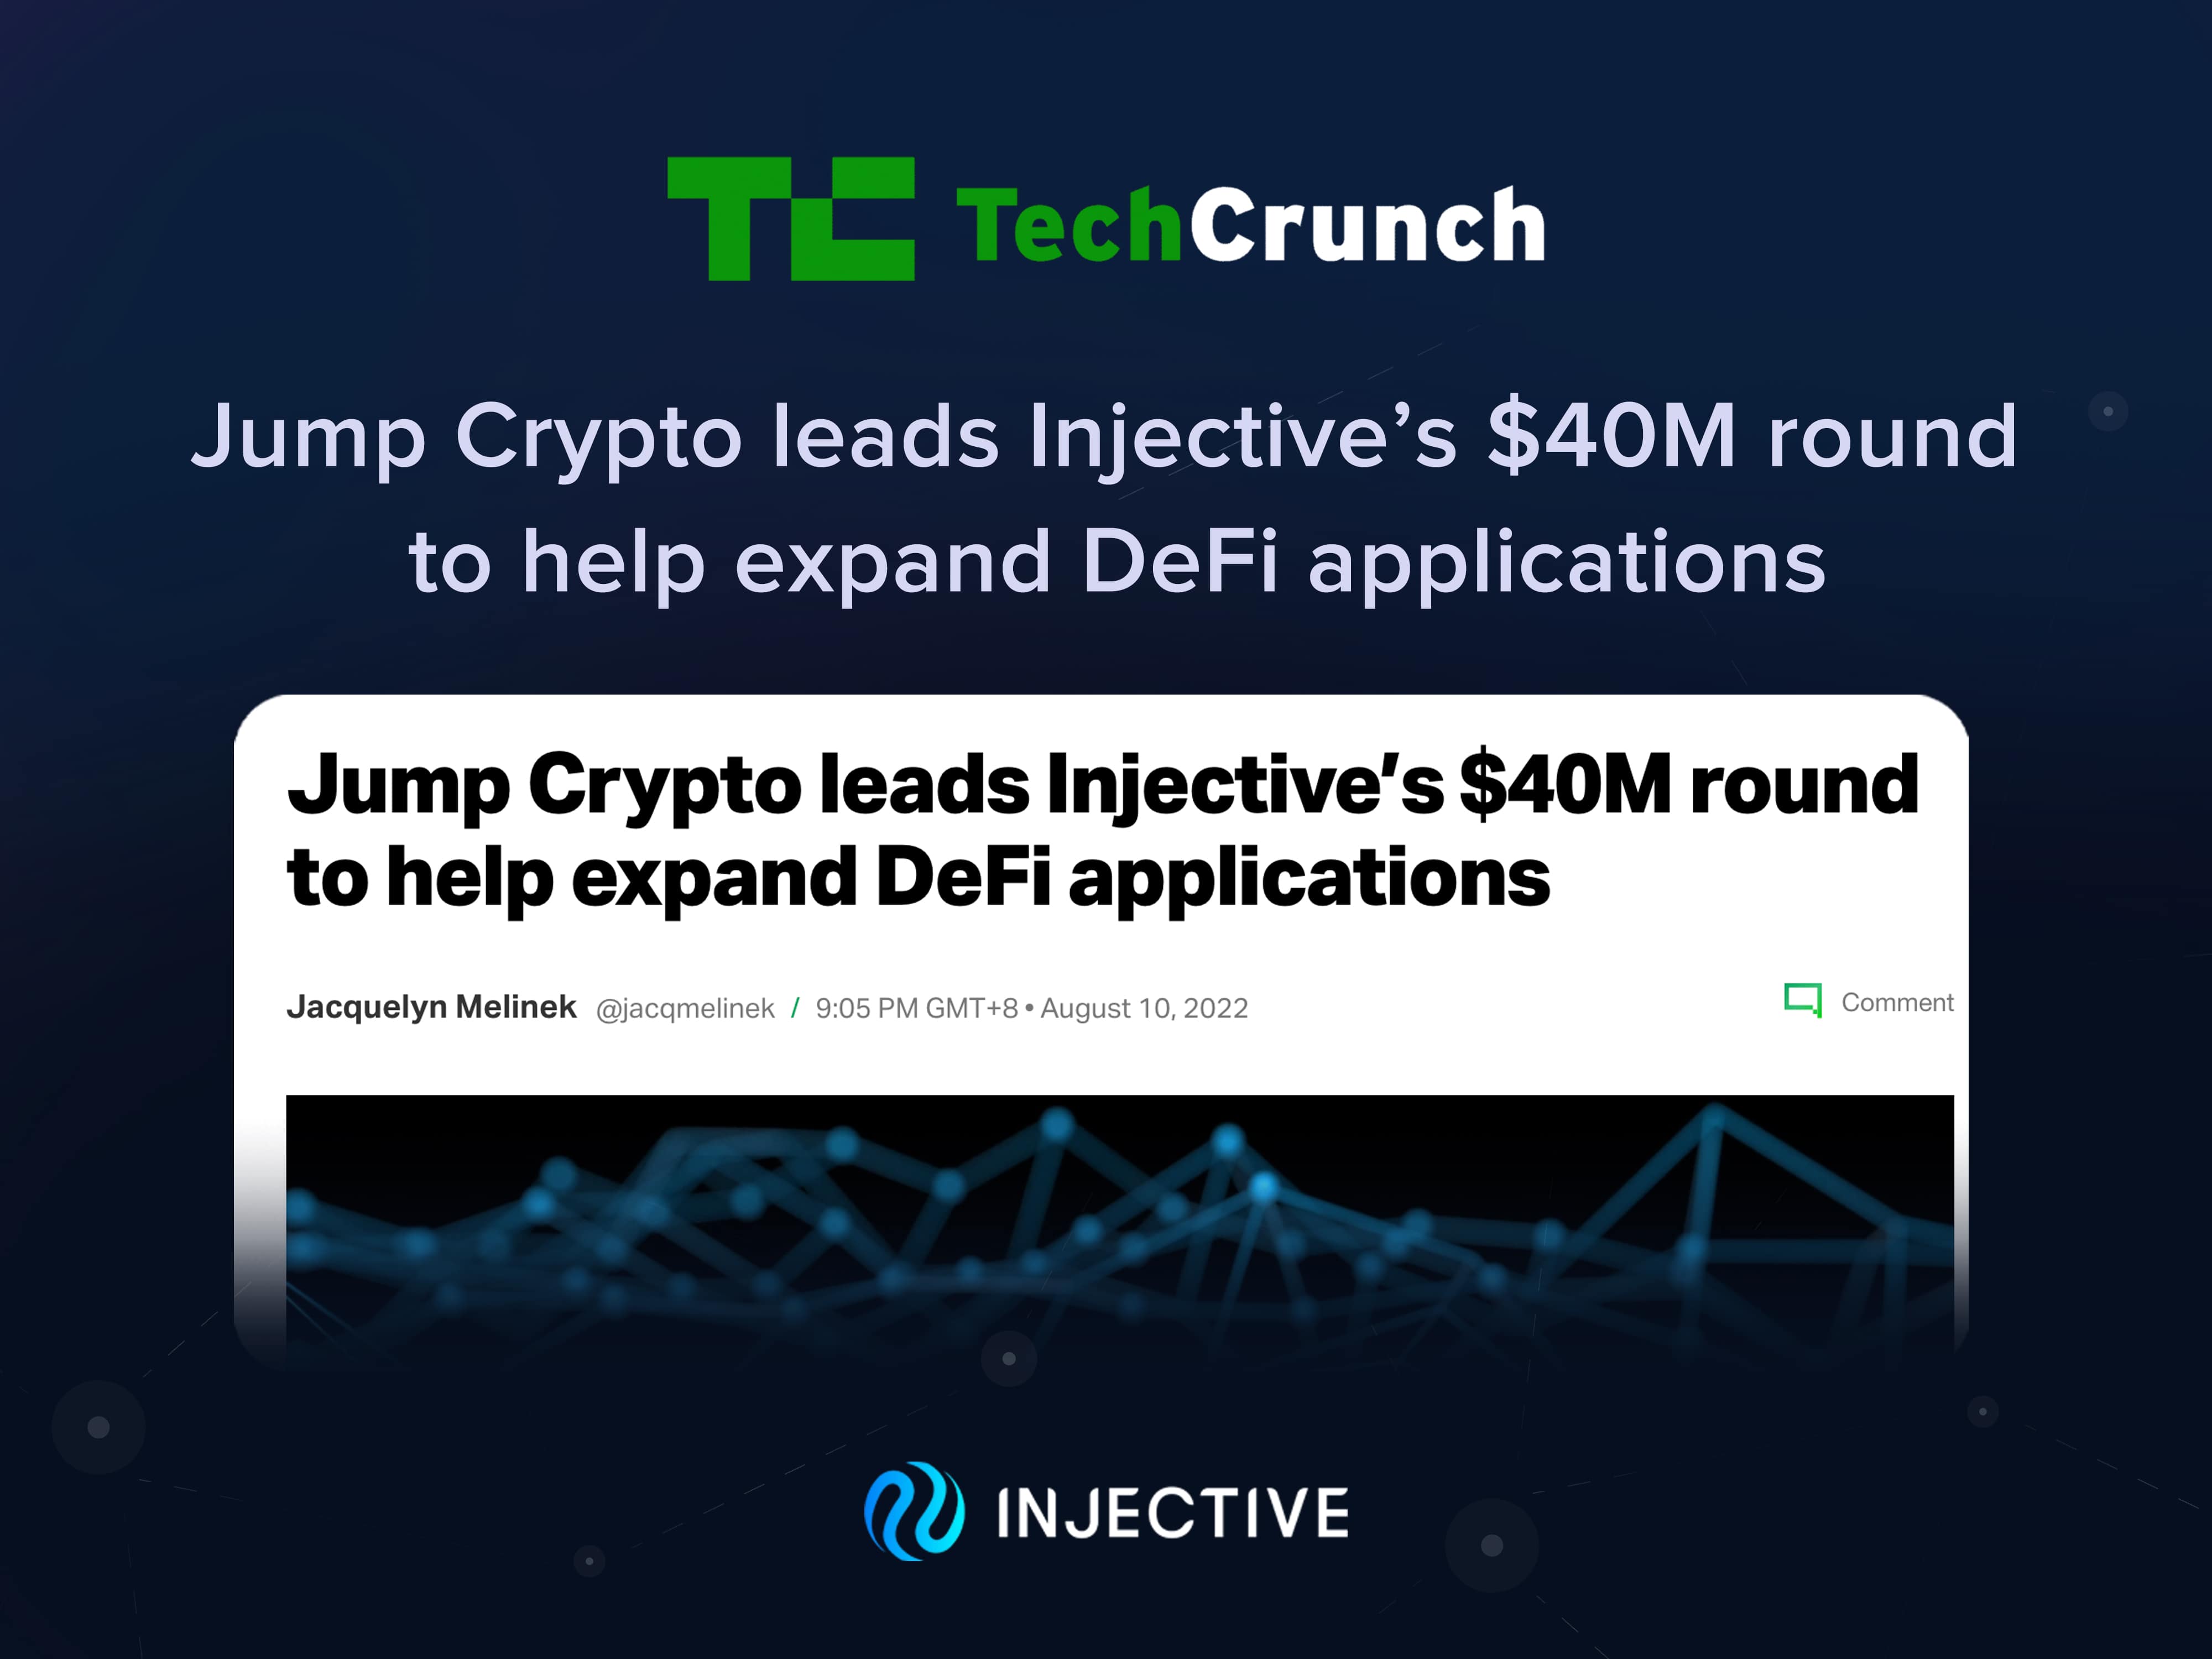 TC TechCrunch
Jump Crypto leads Injective’s $40M round
to help expand DeFi applications
Jump Crypto leads Injective’s $40M round
to help expand DeFi applications
Jacquelyn Melinek @jacqmelinek / 9:05 PM GMT+8 • August 10, 2022 Comment
INJECTIVE